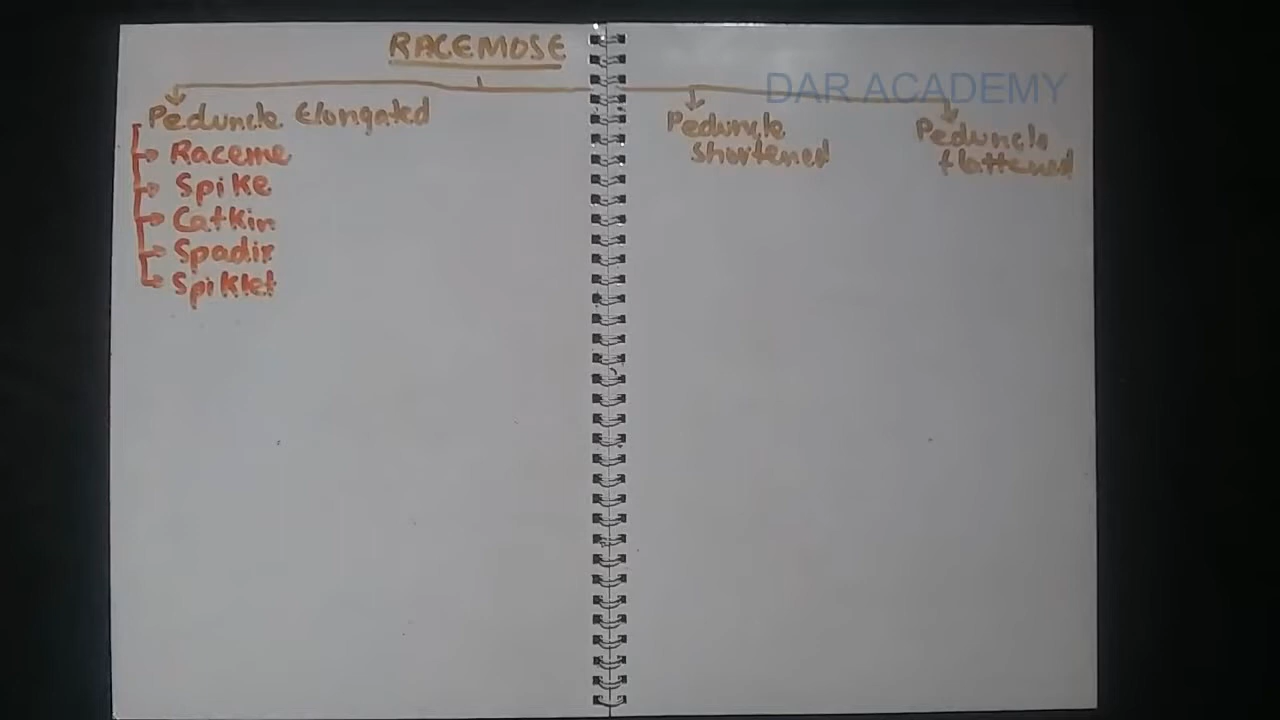 RACEMOSE
DAR ACADEMY
Peduncle Elongated
Raceme
Spike
Catkin
Spadix
Spiklet
Peduncle
shortened
Peduncle
flattened